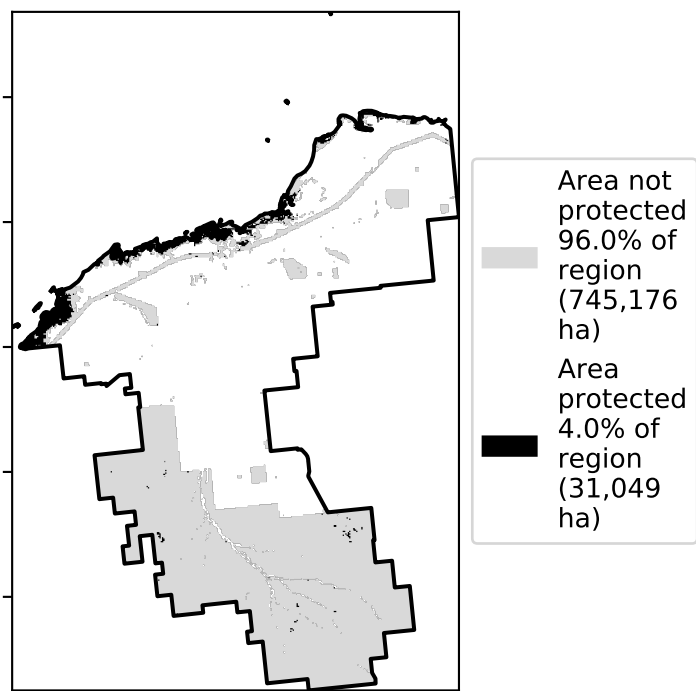 Area not
protected
96.0% of
region
(745,176
ha)
Area
protected
4.0% of
region
(31,049
ha)